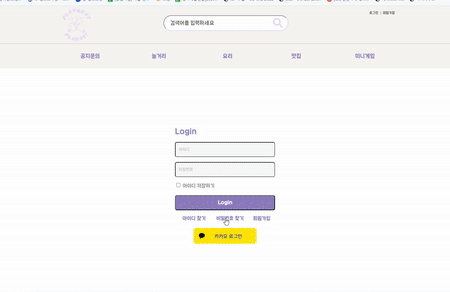 로그인 | 회원가입
검색어를 입력하세요
공지문의 놀거리 요리 맛집 미니게임
Login
아이디
비밀번호
아이디 저장하기
Login
아이디 찾기 비밀번호 찾기 회원가입
카카오 로그인